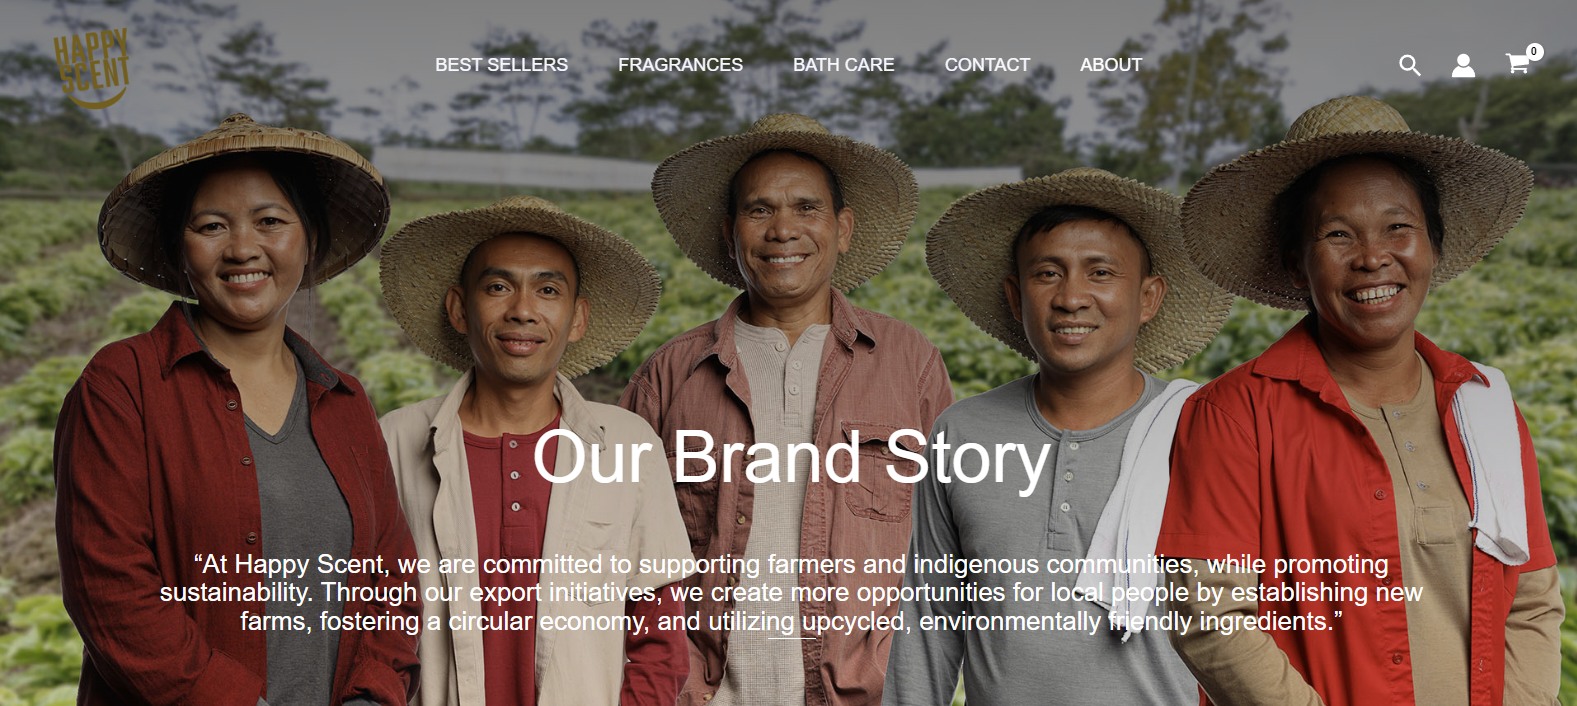 HAPPY
SCENT
BEST SELLERS FRAGRANCES BATH CARE CONTACT ABOUT
0
Our Brand Story
“At Happy Scent, we are committed to supporting farmers and indigenous communities, while promoting
sustainability. Through our export initiatives, we create more opportunities for local people by establishing new
farms, fostering a circular economy, and utilizing upcycled, environmentally friendly ingredients.”